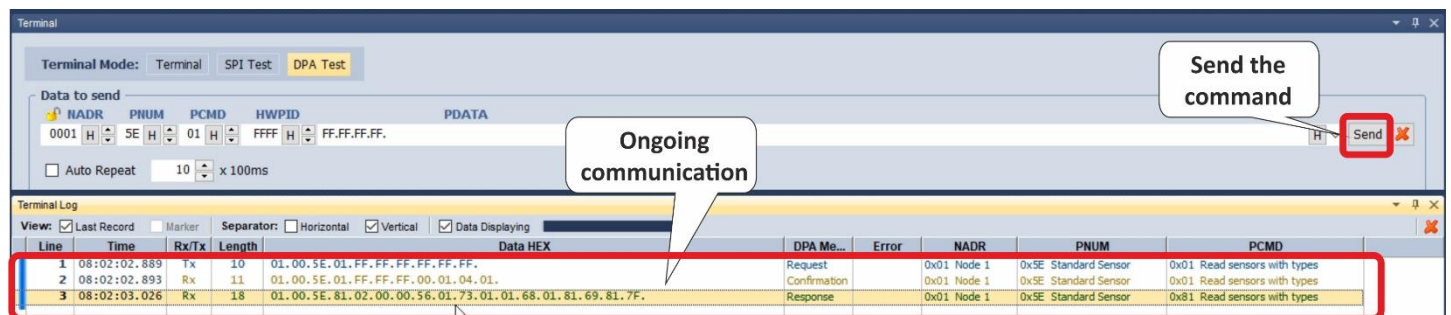 Terminal
Terminal Mode: Terminal SPI Test DPA Test
Send the
command
Data to send
NADR PNUM PCMD HWPID PDATA
0001 H 5E H 01 H FFFF H FF.FF.FF.FF. H Send
Ongoing
communication
Auto Repeat 10 x 100ms
Terminal Log
View: Last Record Marker Separator: Horizontal Vertical Data Displaying
Line Time Rx/Tx Length Data HEX DPA Me... Error NADR PNUM PCMD
1 08:02:02.889 Tx 10 01.00.5E.01.FF.FF.FF.FF.FF.FF. Request 0x01 Node 1 0x5E Standard Sensor 0x01 Read sensors with types
2 08:02:02.893 Rx 11 01.00.5E.01.FF.FF.FF.00.01.04.01. Confirmation 0x01 Node 1 0x5E Standard Sensor 0x01 Read sensors with types
3 08:02:03.026 Rx 18 01.00.5E.81.02.00.00.56.01.73.01.01.68.01.81.69.81.7F. Response 0x01 Node 1 0x5E Standard Sensor 0x81 Read sensors with types